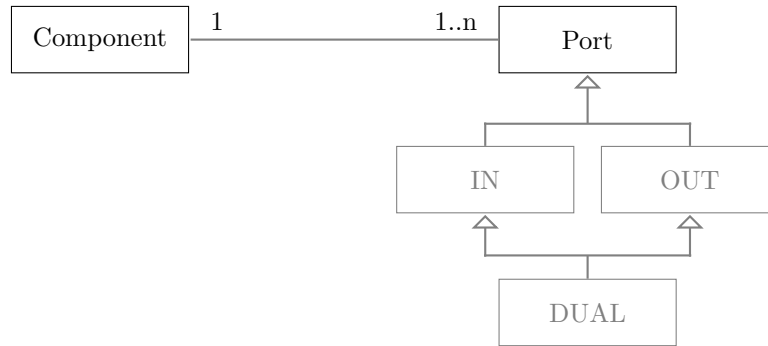 Component
1
1..n
Port
IN
OUT
DUAL